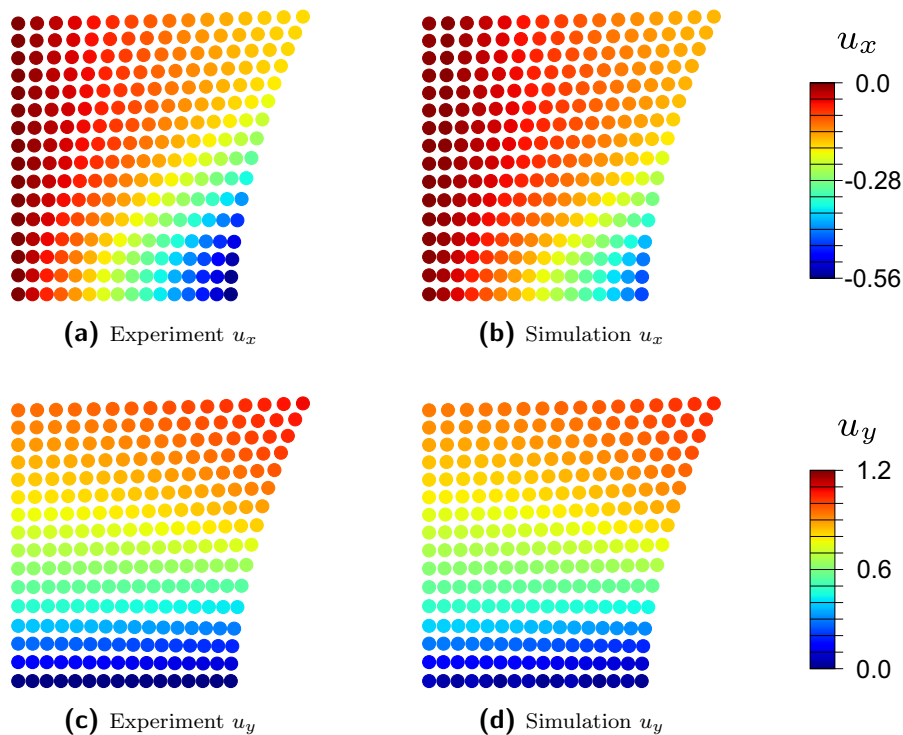 u_x
0.0
-0.28
-0.56
(a) Experiment u_x
(b) Simulation u_x
u_y
1.2
0.6
0.0
(c) Experiment u_y
(d) Simulation u_y